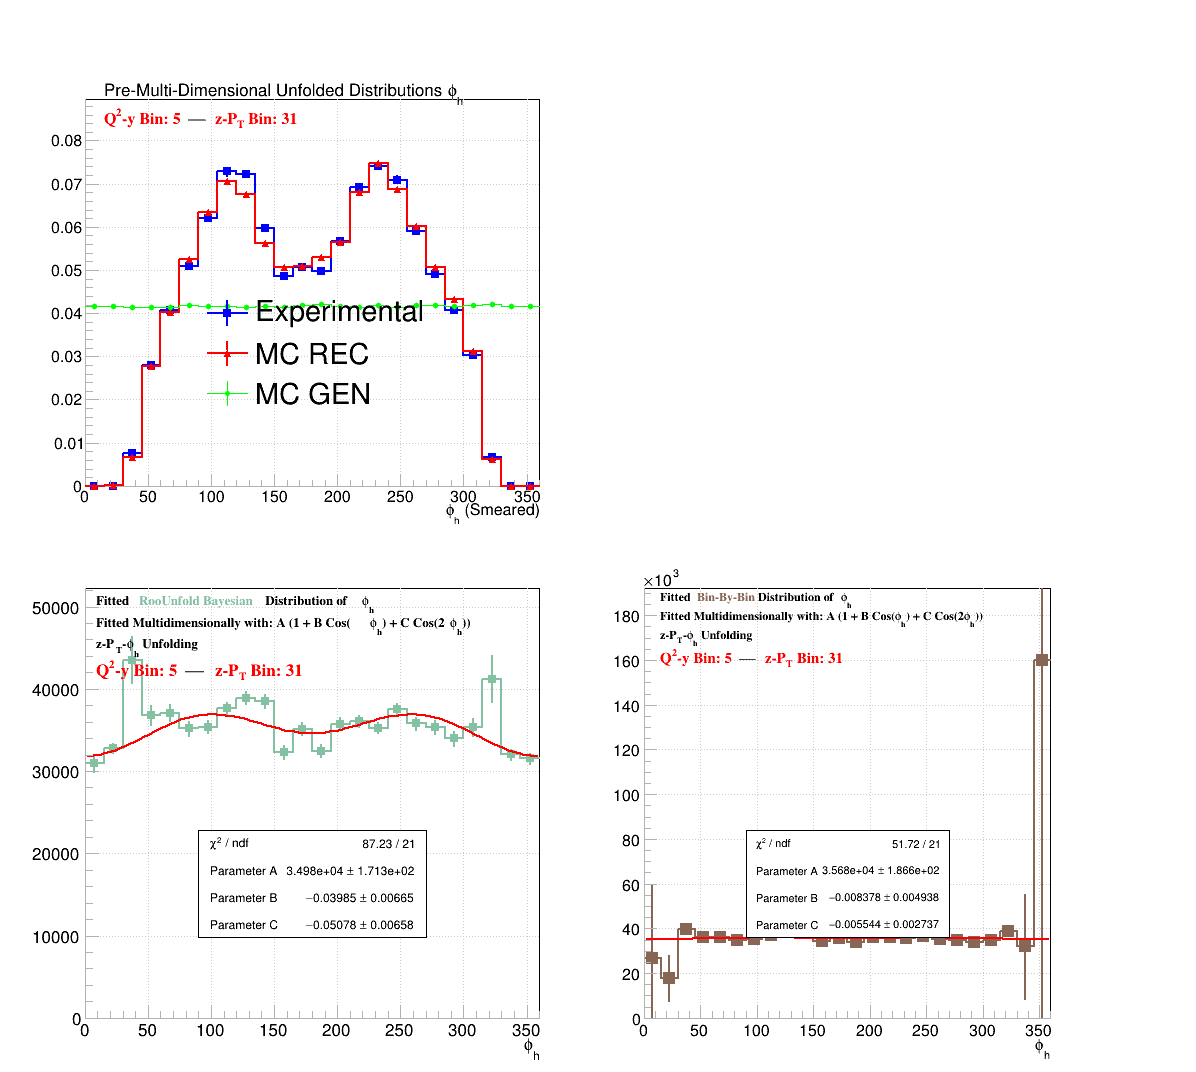 Pre-Multi-Dimensional Unfolded Distributions ϕh
Q2-y Bin: 5 — z-PT Bin: 31
0.08
0.07
0.06
0.05
0.04
0.03
0.02
0.01
0
Experimental
MC REC
MC GEN
0 50 100 150 200 250 300 350
ϕh (Smeared)
Fitted RooUnfold Bayesian Distribution of ϕh
Fitted Multidimensionally with: A (1 + B Cos( ϕh) + C Cos(2 ϕh))
z-PT-ϕh Unfolding
Q2-y Bin: 5 — z-PT Bin: 31
50000
40000
30000
20000
10000
0
χ2 / ndf 87.23 / 21
Parameter A 3.498e+04 ± 1.713e+02
Parameter B −0.03985 ± 0.00665
Parameter C −0.05078 ± 0.00658
0 50 100 150 200 250 300 350
ϕh
×103
Fitted Bin-By-Bin Distribution of ϕh
Fitted Multidimensionally with: A (1 + B Cos(ϕh) + C Cos(2ϕh))
z-PT-ϕh Unfolding
Q2-y Bin: 5 — z-PT Bin: 31
180
160
140
120
100
80
60
40
20
0
χ2 / ndf 51.72 / 21
Parameter A 3.568e+04 ± 1.866e+02
Parameter B −0.008378 ± 0.004938
Parameter C −0.005544 ± 0.002737
0 50 100 150 200 250 300 350
ϕh